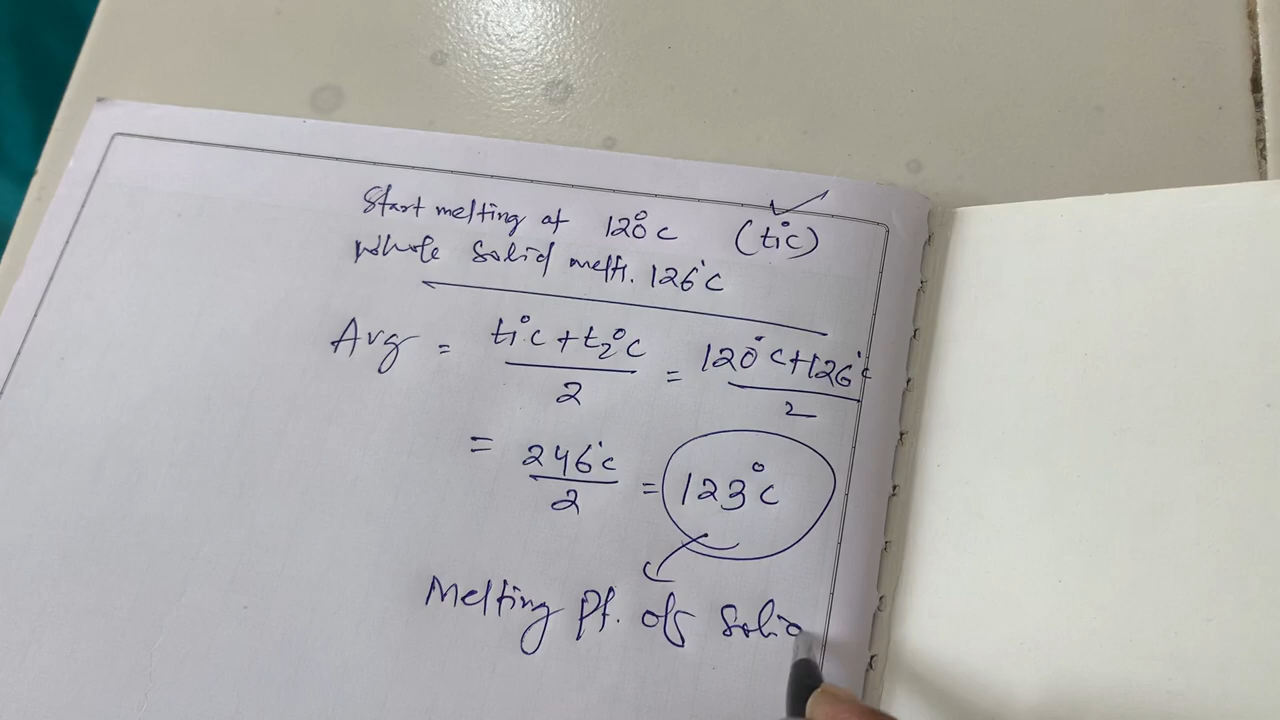 Start melting at 120°C (t₁°C)
whole solid melts. 126°C
Avg = t₁°C + t₂°C / 2 = 120°C + 126°C / 2
= 246°C / 2 = 123°C
Melting Pt. of Solid